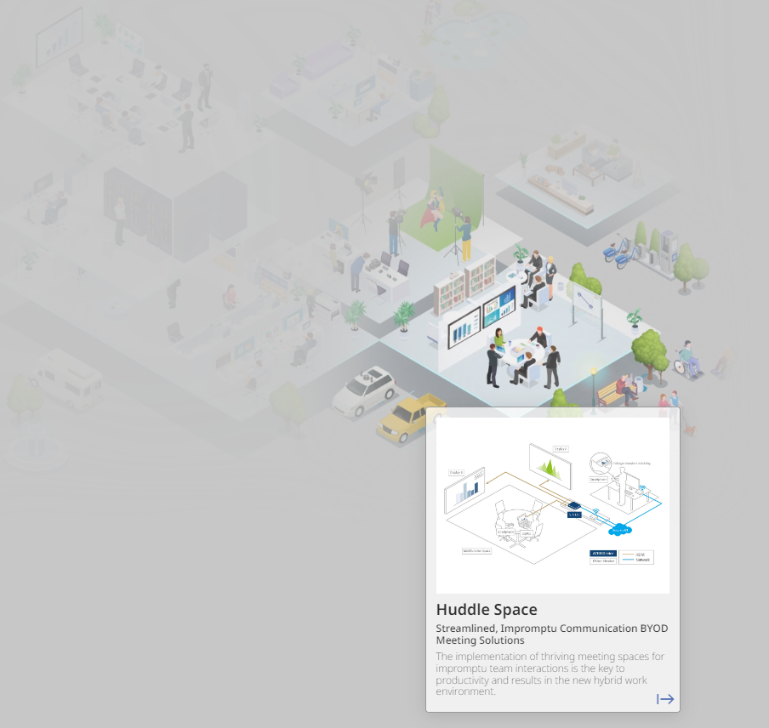 Huddle Space
Streamlined, Impromptu Communication BYOD
Meeting Solutions
The implementation of thriving meeting spaces for
impromptu team interactions is the key to
productivity and results in the new hybrid work
environment.